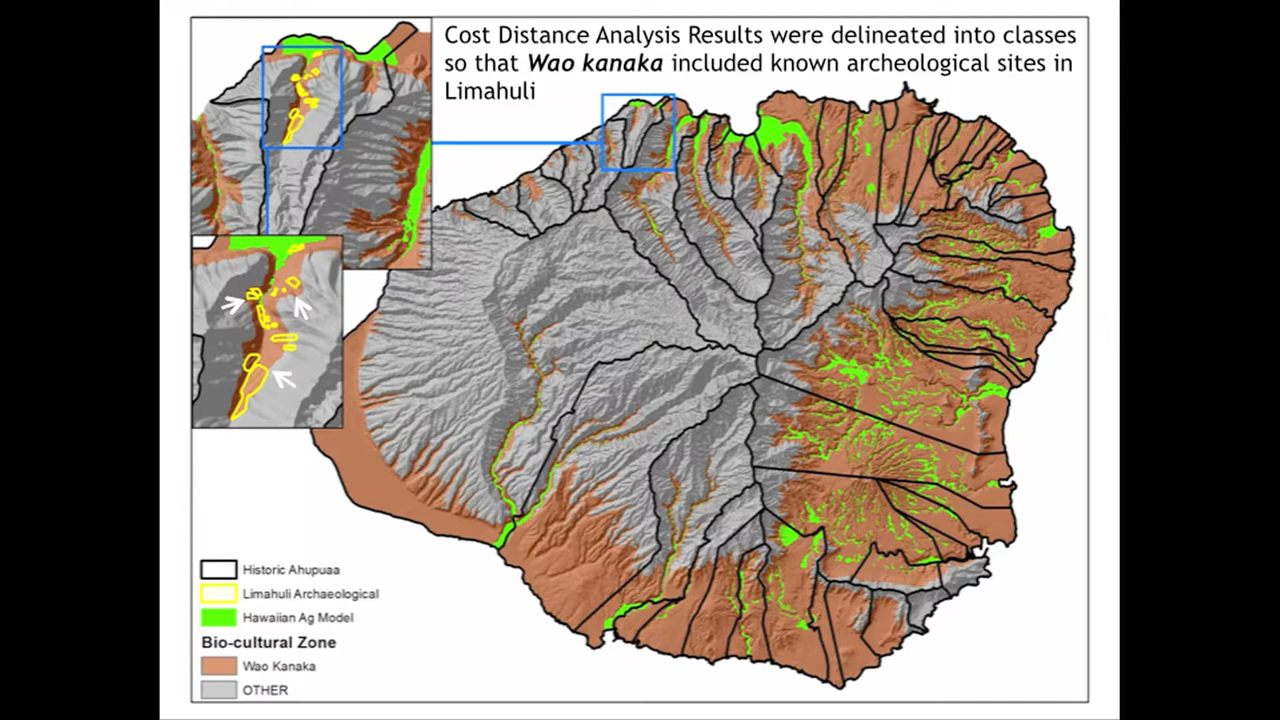 Cost Distance Analysis Results were delineated into classes
so that Wao kanaka included known archeological sites in
Limahuli
Historic Ahupuaa
Limahuli Archaeological
Hawaiian Ag Model
Bio-cultural Zone
Wao Kanaka
OTHER